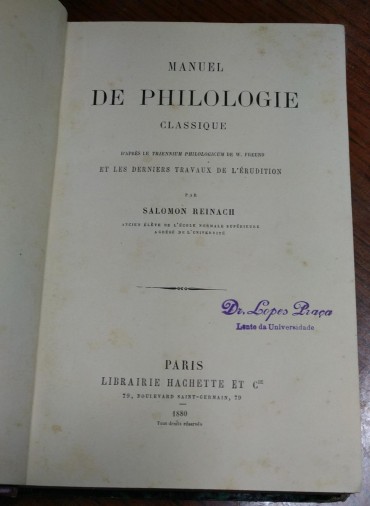 MANUEL
DE PHILOLOGIE
CLASSIQUE
D'APRÈS LE TRIENNIUM PHILOLOGICUM DE W. FREUND
ET LES DERNIERS TRAVAUX DE L'ÉRUDITION
PAR
SALOMON REINACH
ANCIEN ÉLÈVE DE L'ÉCOLE NORMALE SUPÉRIEURE
AGRÉGÉ DE L'UNIVERSITÉ
Dr. Lopes Praça
Lente da Universidade
PARIS
LIBRAIRIE HACHETTE ET Cie
79, BOULEVARD SAINT-GERMAIN, 79
1880
Tous droits réservés